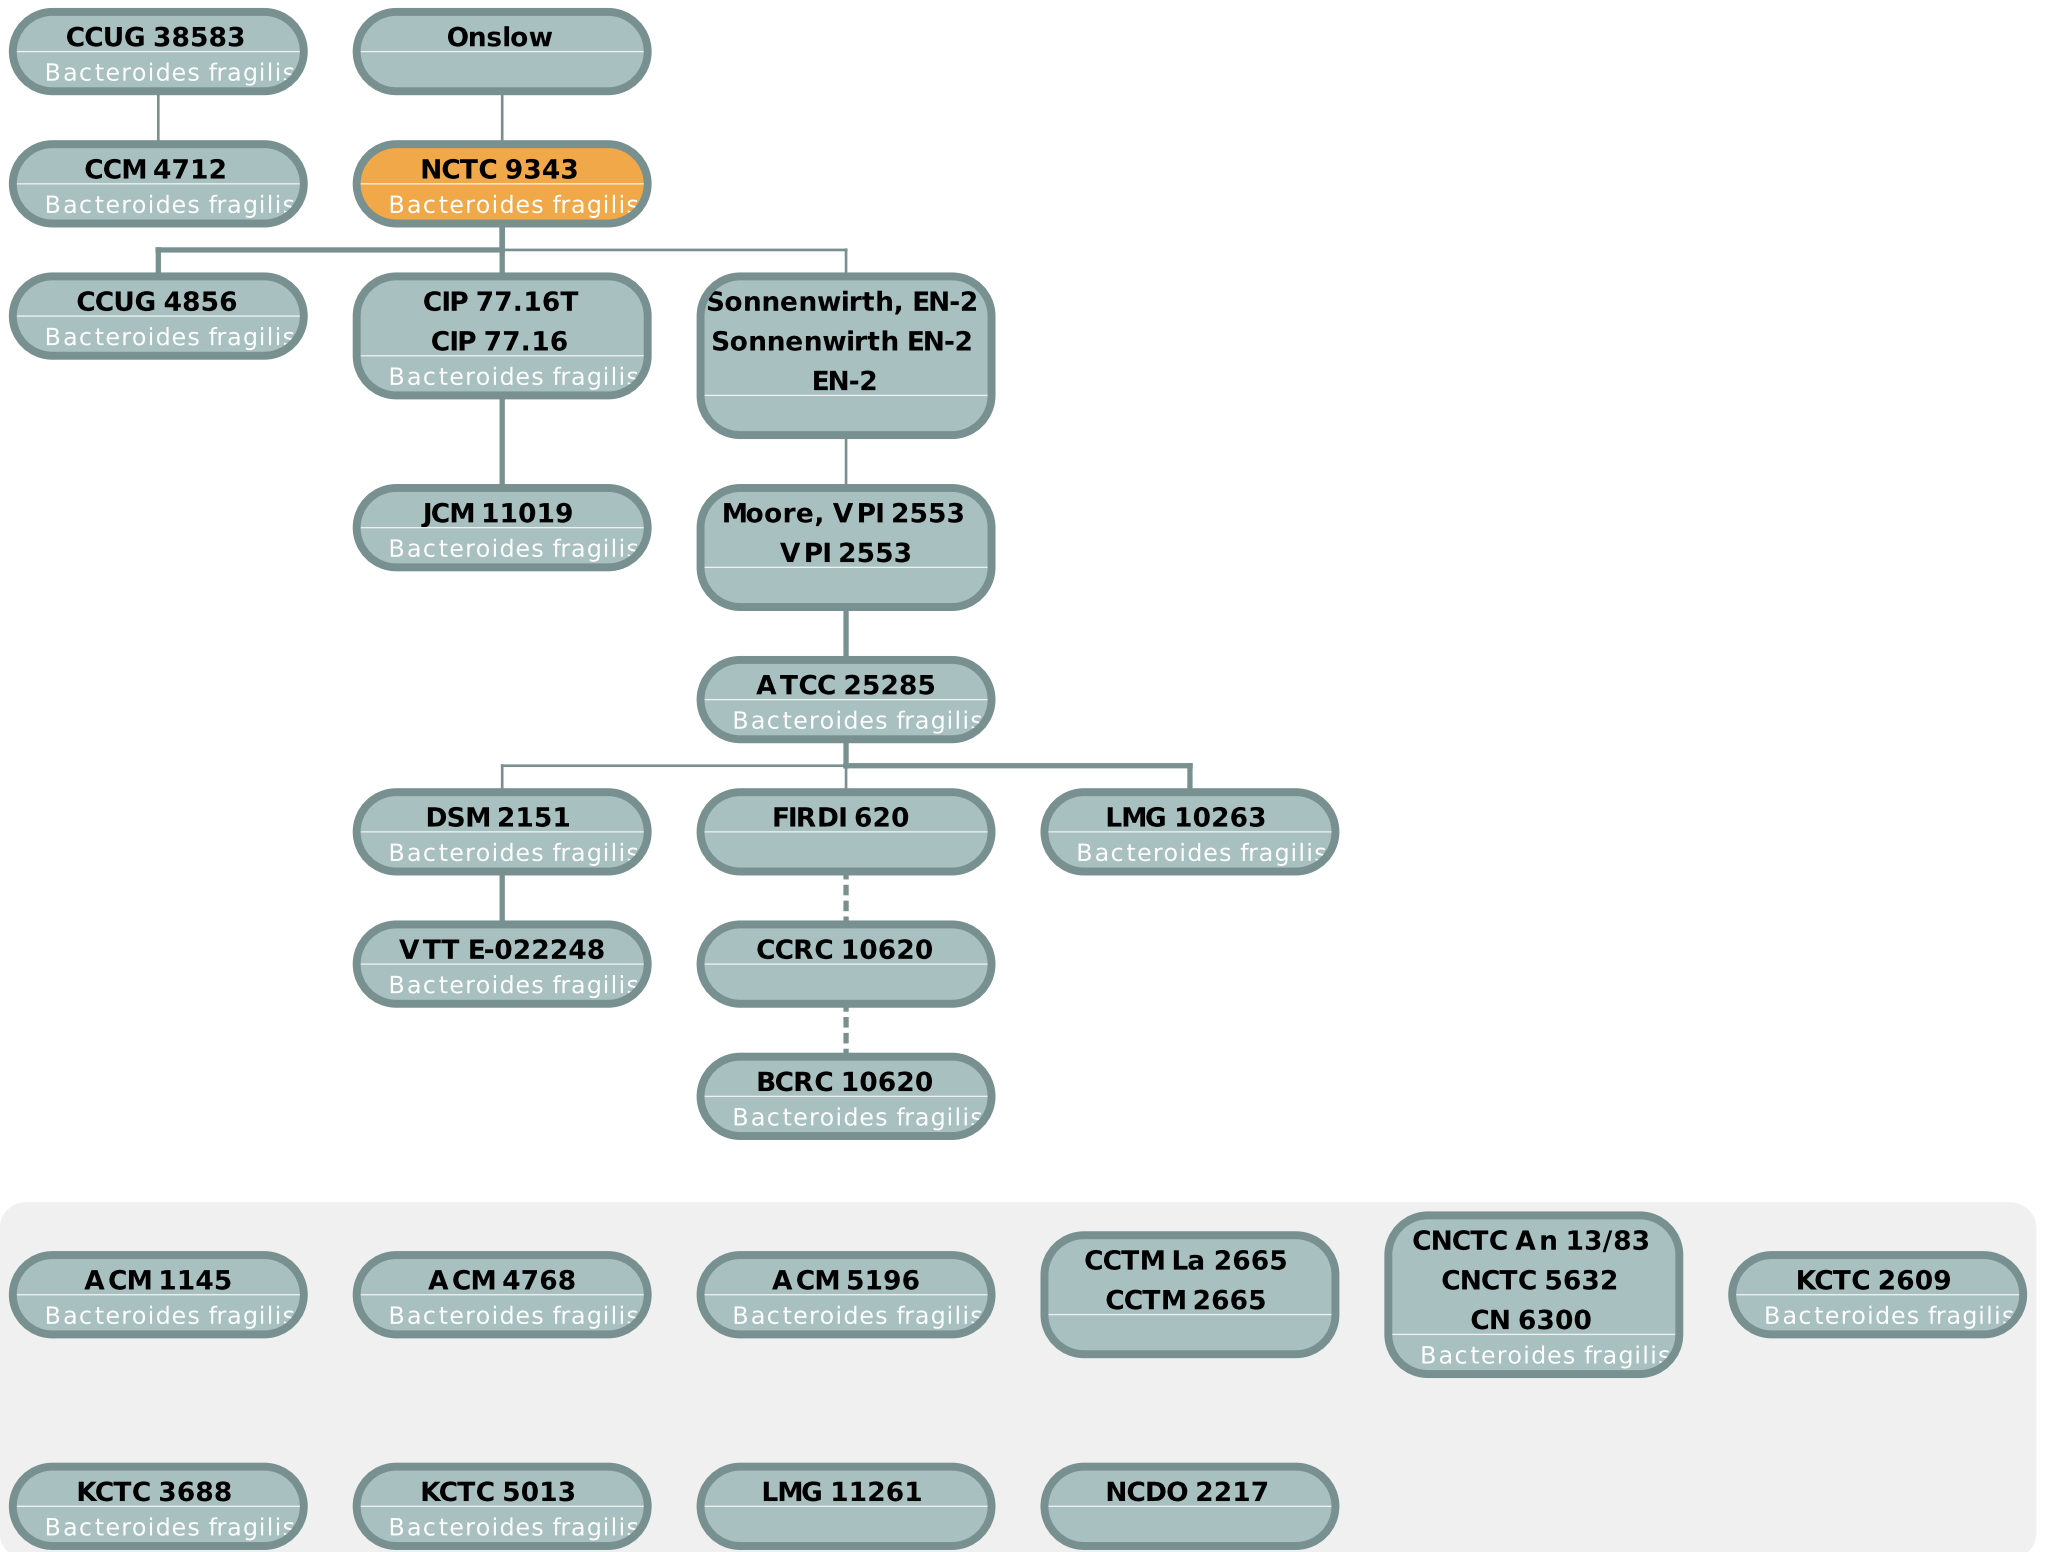 CCUG 38583
Bacteroides fragilis
Onslow
CCM 4712
Bacteroides fragilis
NCTC 9343
Bacteroides fragilis
CCUG 4856
Bacteroides fragilis
CIP 77.16T
CIP 77.16
Bacteroides fragilis
Sonnenwirth, EN-2
Sonnenwirth EN-2
EN-2
JCM 11019
Bacteroides fragilis
Moore, VPI 2553
VPI 2553
ATCC 25285
Bacteroides fragilis
DSM 2151
Bacteroides fragilis
FIRDI 620
LMG 10263
Bacteroides fragilis
VTT E-022248
Bacteroides fragilis
CCRC 10620
BCRC 10620
Bacteroides fragilis
ACM 1145
Bacteroides fragilis
ACM 4768
Bacteroides fragilis
ACM 5196
Bacteroides fragilis
CCTM La 2665
CCTM 2665
CNCTC An 13/83
CNCTC 5632
CN 6300
Bacteroides fragilis
KCTC 2609
Bacteroides fragilis
KCTC 3688
Bacteroides fragilis
KCTC 5013
Bacteroides fragilis
LMG 11261
NCDO 2217